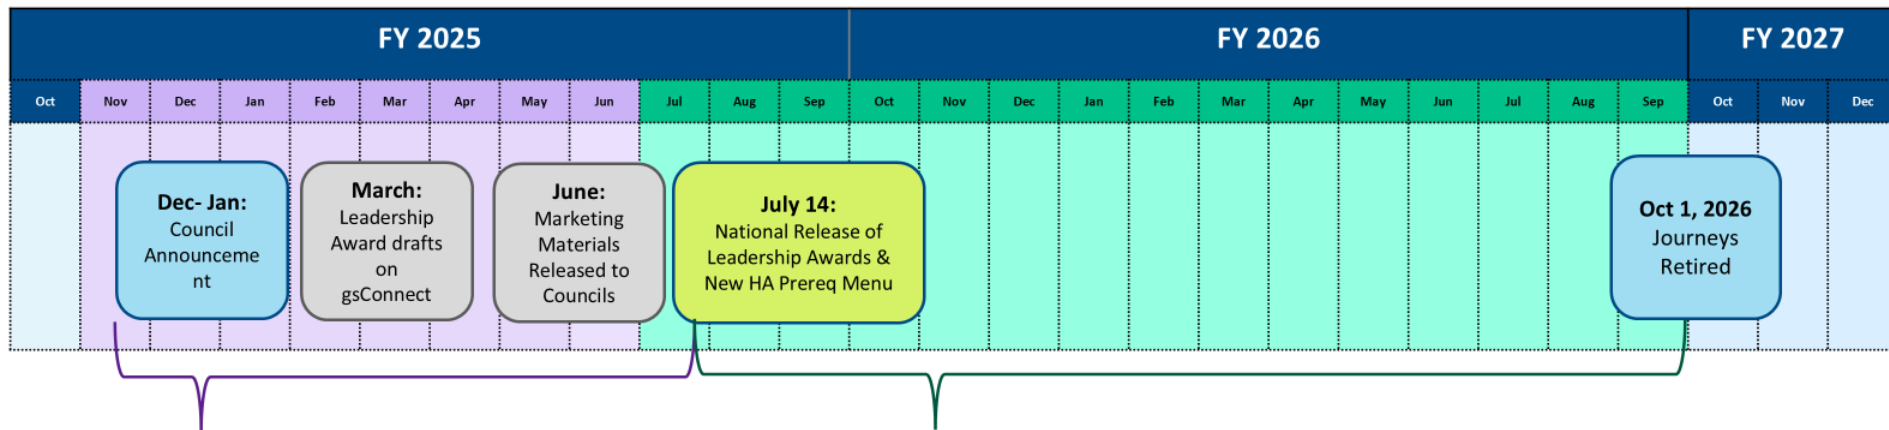 FY 2025 FY 2026 FY 2027
Oct Nov Dec Jan Feb Mar Apr May Jun Jul Aug Sep Oct Nov Dec Jan Feb Mar Apr May Jun Jul Aug Sep Oct Nov Dec
Dec- Jan:
Council
Announceme
nt
March:
Leadership
Award drafts
on
gsConnect
June:
Marketing
Materials
Released to
Councils
July 14:
National Release of
Leadership Awards &
New HA Prereq Menu
Oct 1, 2026
Journeys
Retired